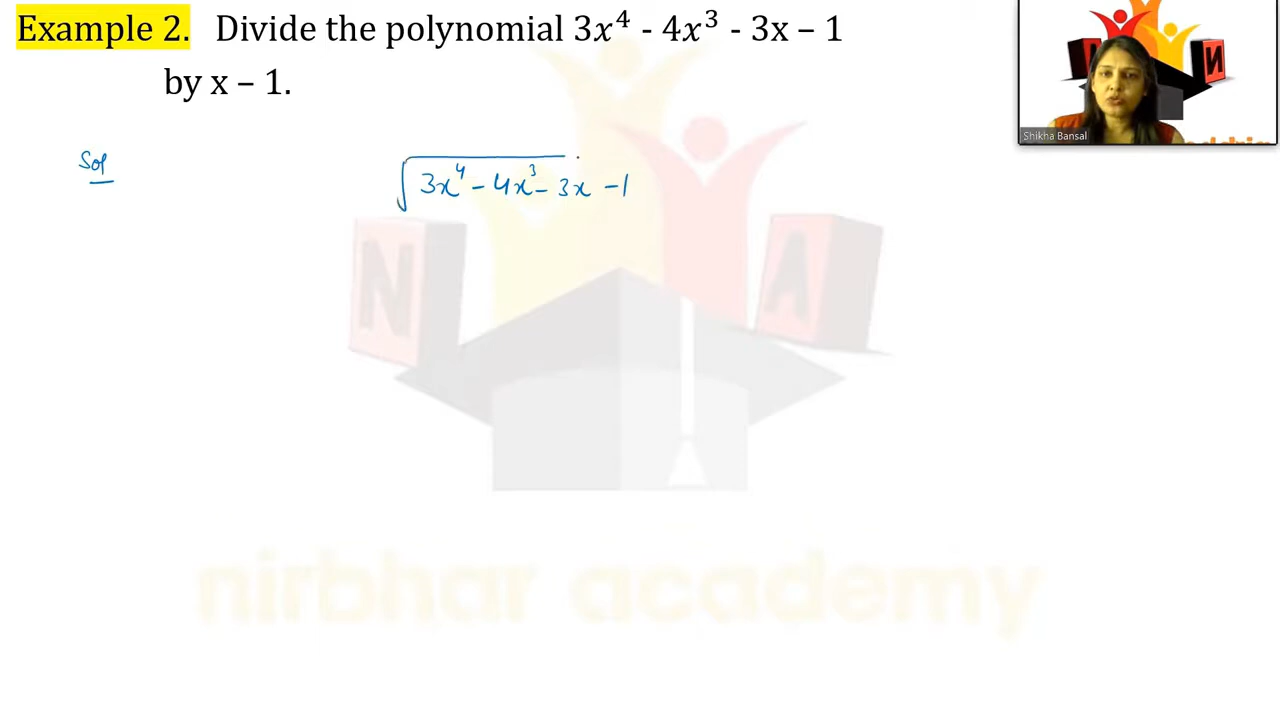 Example 2. Divide the polynomial 3x⁴ - 4x³ - 3x – 1
by x – 1.
N
Shikha Bansal
Sol
3x⁴ - 4x³ - 3x - 1
N A
nirbhar academy